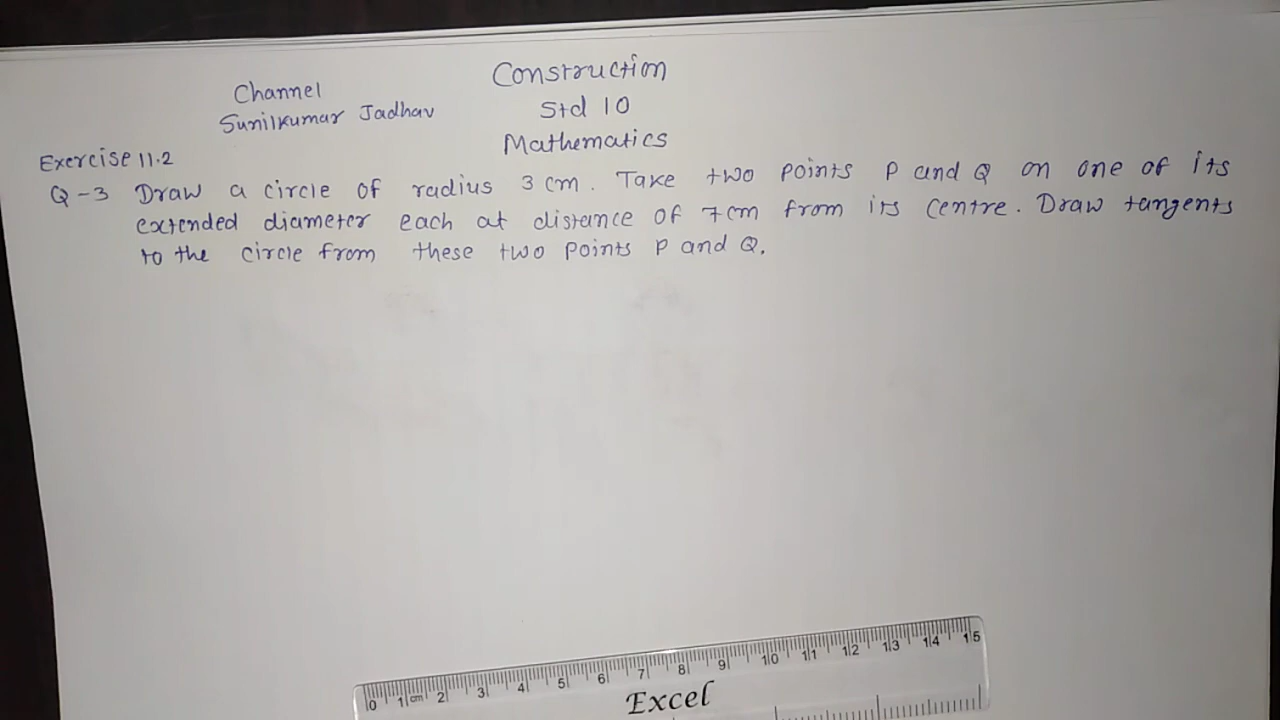 Construction
Channel
Sunilkumar Jadhav
Std 10
Mathematics
Exercise 11.2
Q-3 Draw a circle of radius 3 cm. Take two points P and Q on one of its
extended diameter each at distance of 7cm from its centre. Draw tangents
to the circle from these two points P and Q.
0 1 cm 2 3 4 5 6 7 8 9 10 11 12 13 14 15
Excel